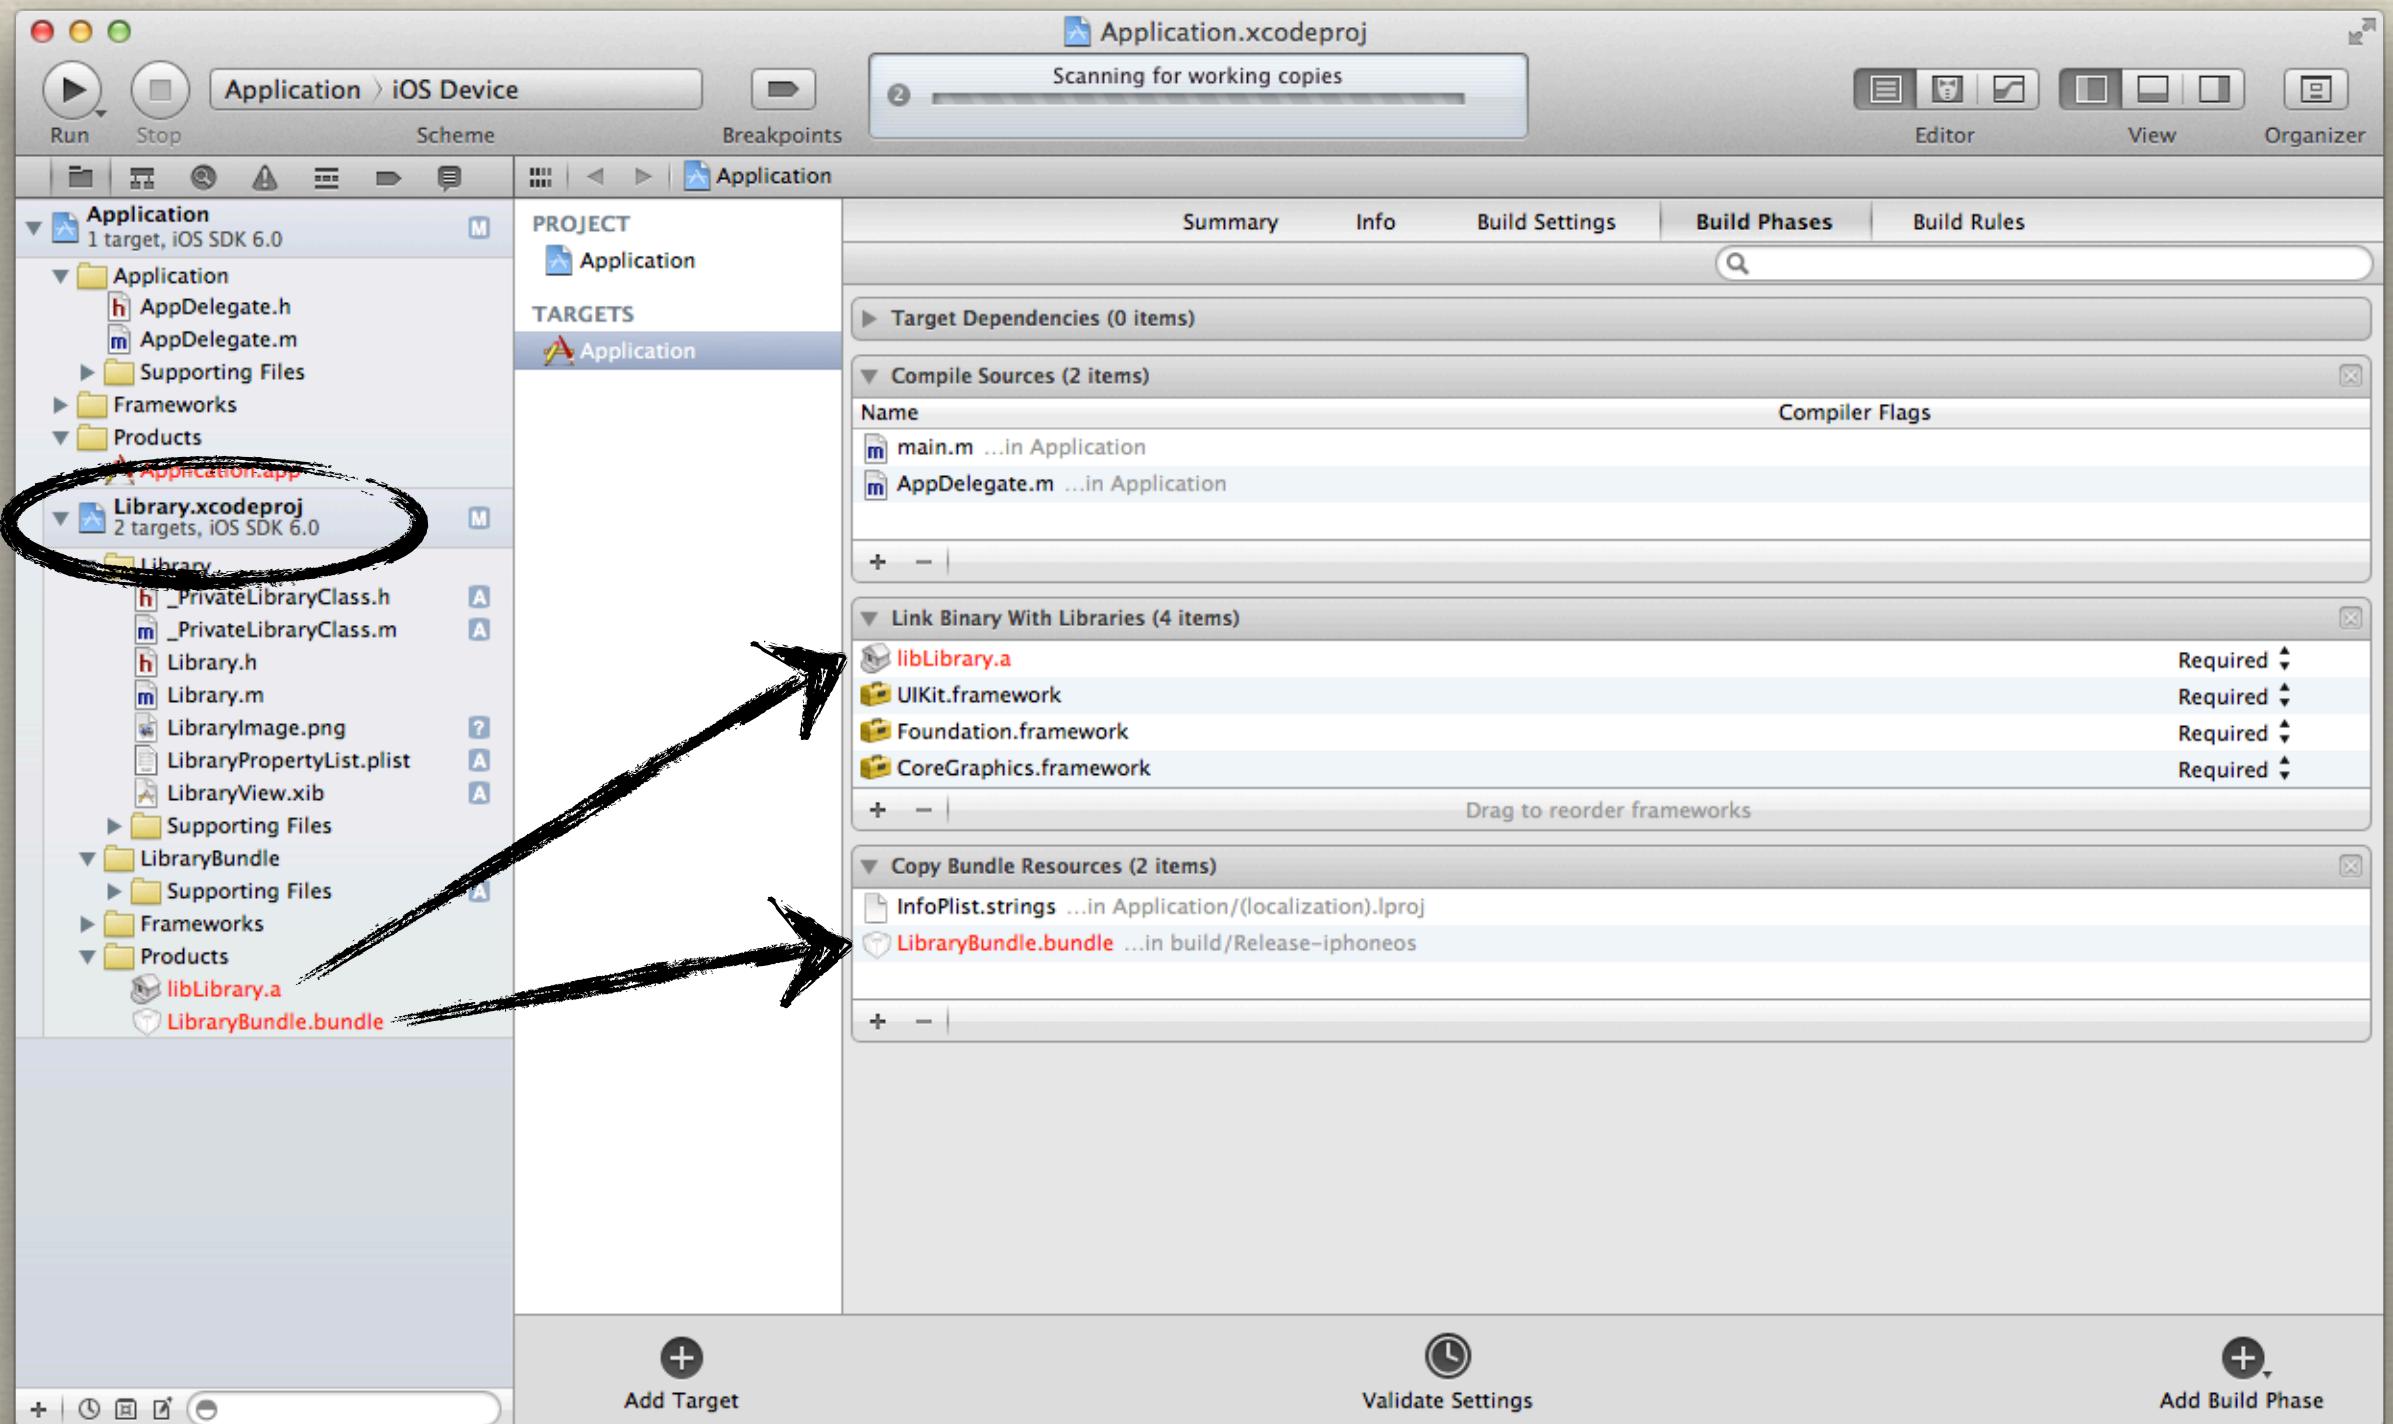 Application.xcodeproj
Application 〉 iOS Device
Scanning for working copies
2
Run
Stop
Scheme
Breakpoints
Editor
View
Organizer
Application
Application
1 target, iOS SDK 6.0
M
Application
h AppDelegate.h
m AppDelegate.m
Supporting Files
Frameworks
Products
Application.app
Library.xcodeproj
2 targets, iOS SDK 6.0
M
Library
h _PrivateLibraryClass.h A
m _PrivateLibraryClass.m A
h Library.h
m Library.m
LibraryImage.png ?
LibraryPropertyList.plist A
LibraryView.xib A
Supporting Files
LibraryBundle
Supporting Files A
Frameworks
Products
libLibrary.a
LibraryBundle.bundle
PROJECT
Application
TARGETS
Application
Summary Info Build Settings Build Phases Build Rules
Target Dependencies (0 items)
Compile Sources (2 items)
Name Compiler Flags
m main.m ...in Application
m AppDelegate.m ...in Application
+ −
Link Binary With Libraries (4 items)
libLibrary.a Required
UIKit.framework Required
Foundation.framework Required
CoreGraphics.framework Required
+ − Drag to reorder frameworks
Copy Bundle Resources (2 items)
InfoPlist.strings ...in Application/(localization).lproj
LibraryBundle.bundle ...in build/Release-iphoneos
+ −
Add Target
Validate Settings
Add Build Phase
+